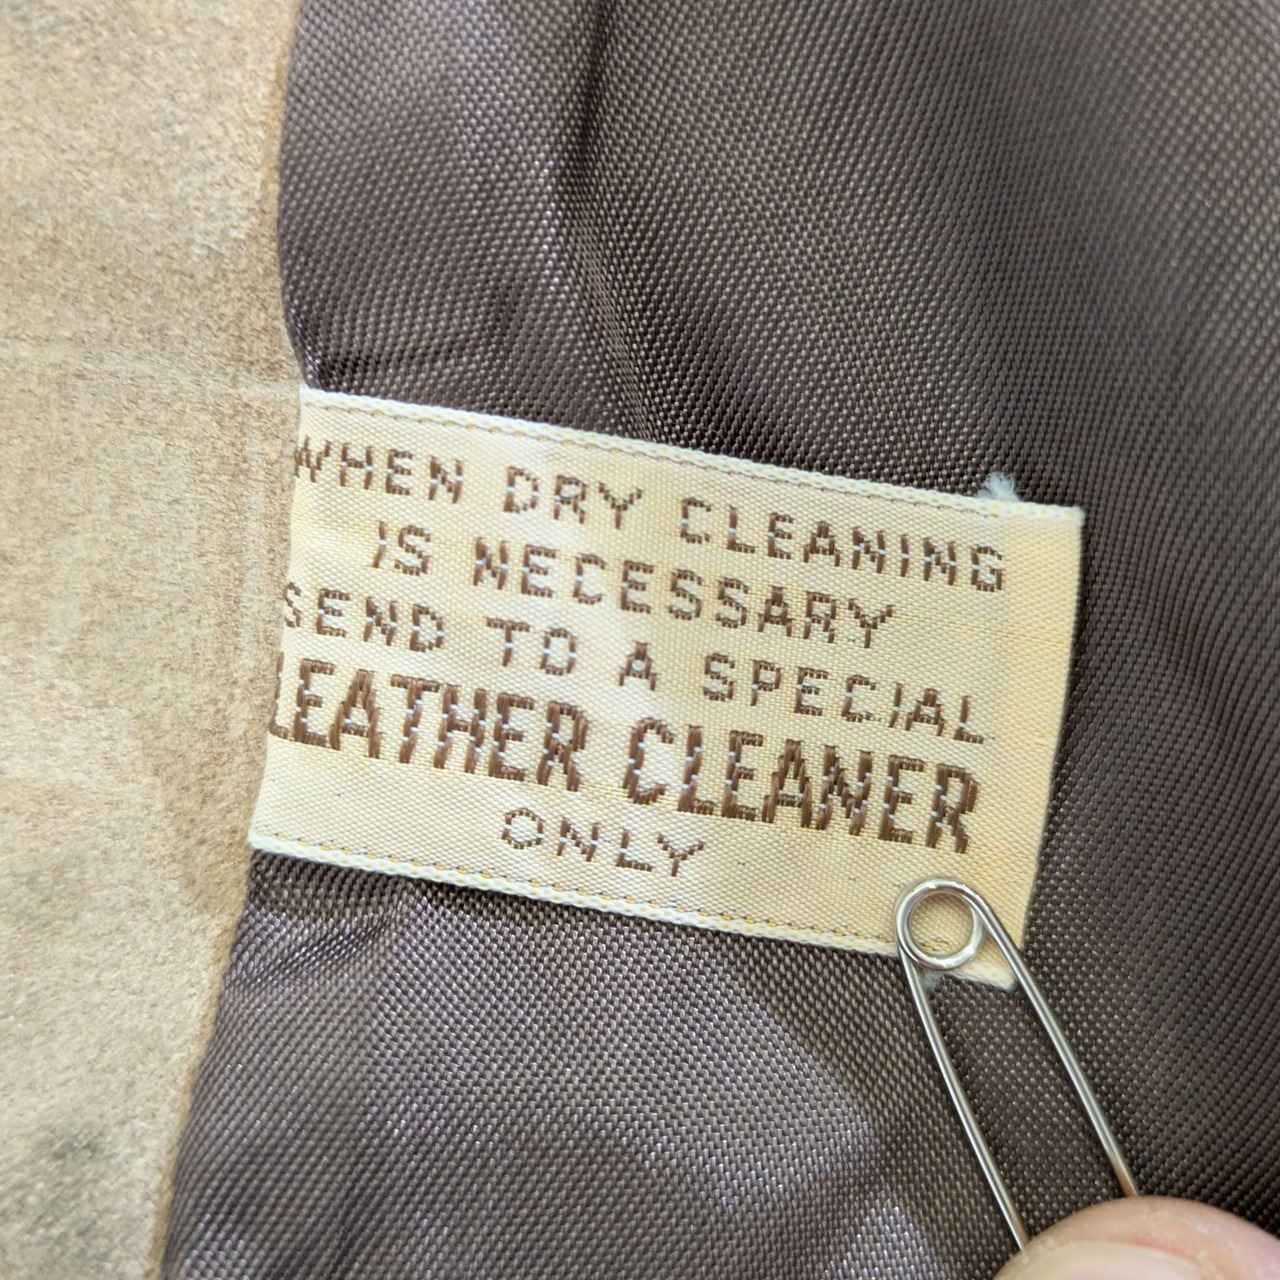 WHEN DRY CLEANING
IS NECESSARY
SEND TO A SPECIAL
LEATHER CLEANER
ONLY